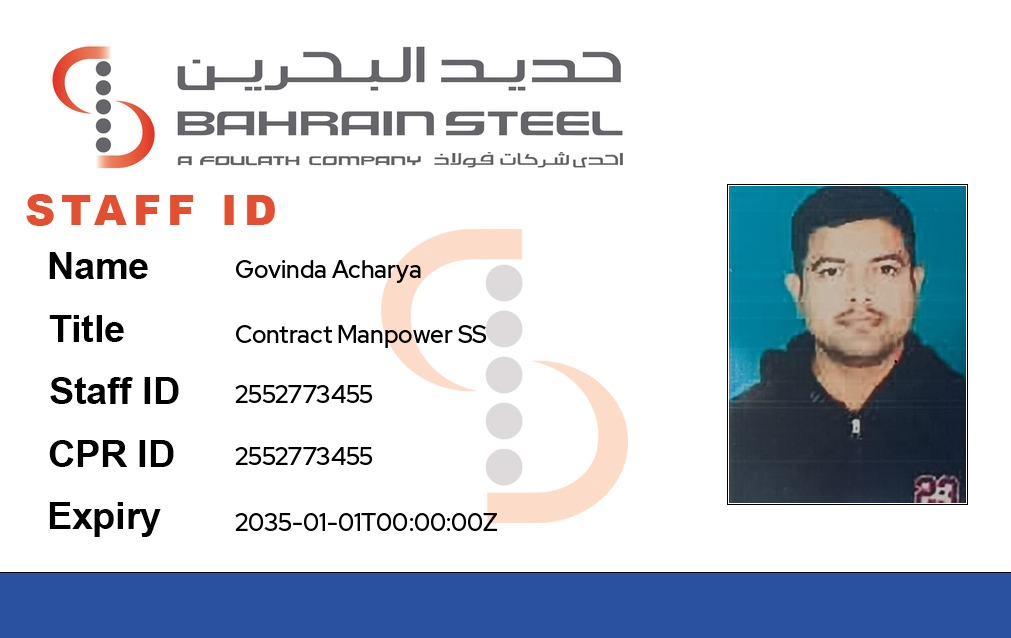 حديد البحرين
BAHRAIN STEEL
A FOULATH COMPANY احدى شركات فولاذ
STAFF ID
Name Govinda Acharya
Title Contract Manpower SS
Staff ID 2552773455
CPR ID 2552773455
Expiry 2035-01-01T00:00:00Z
23